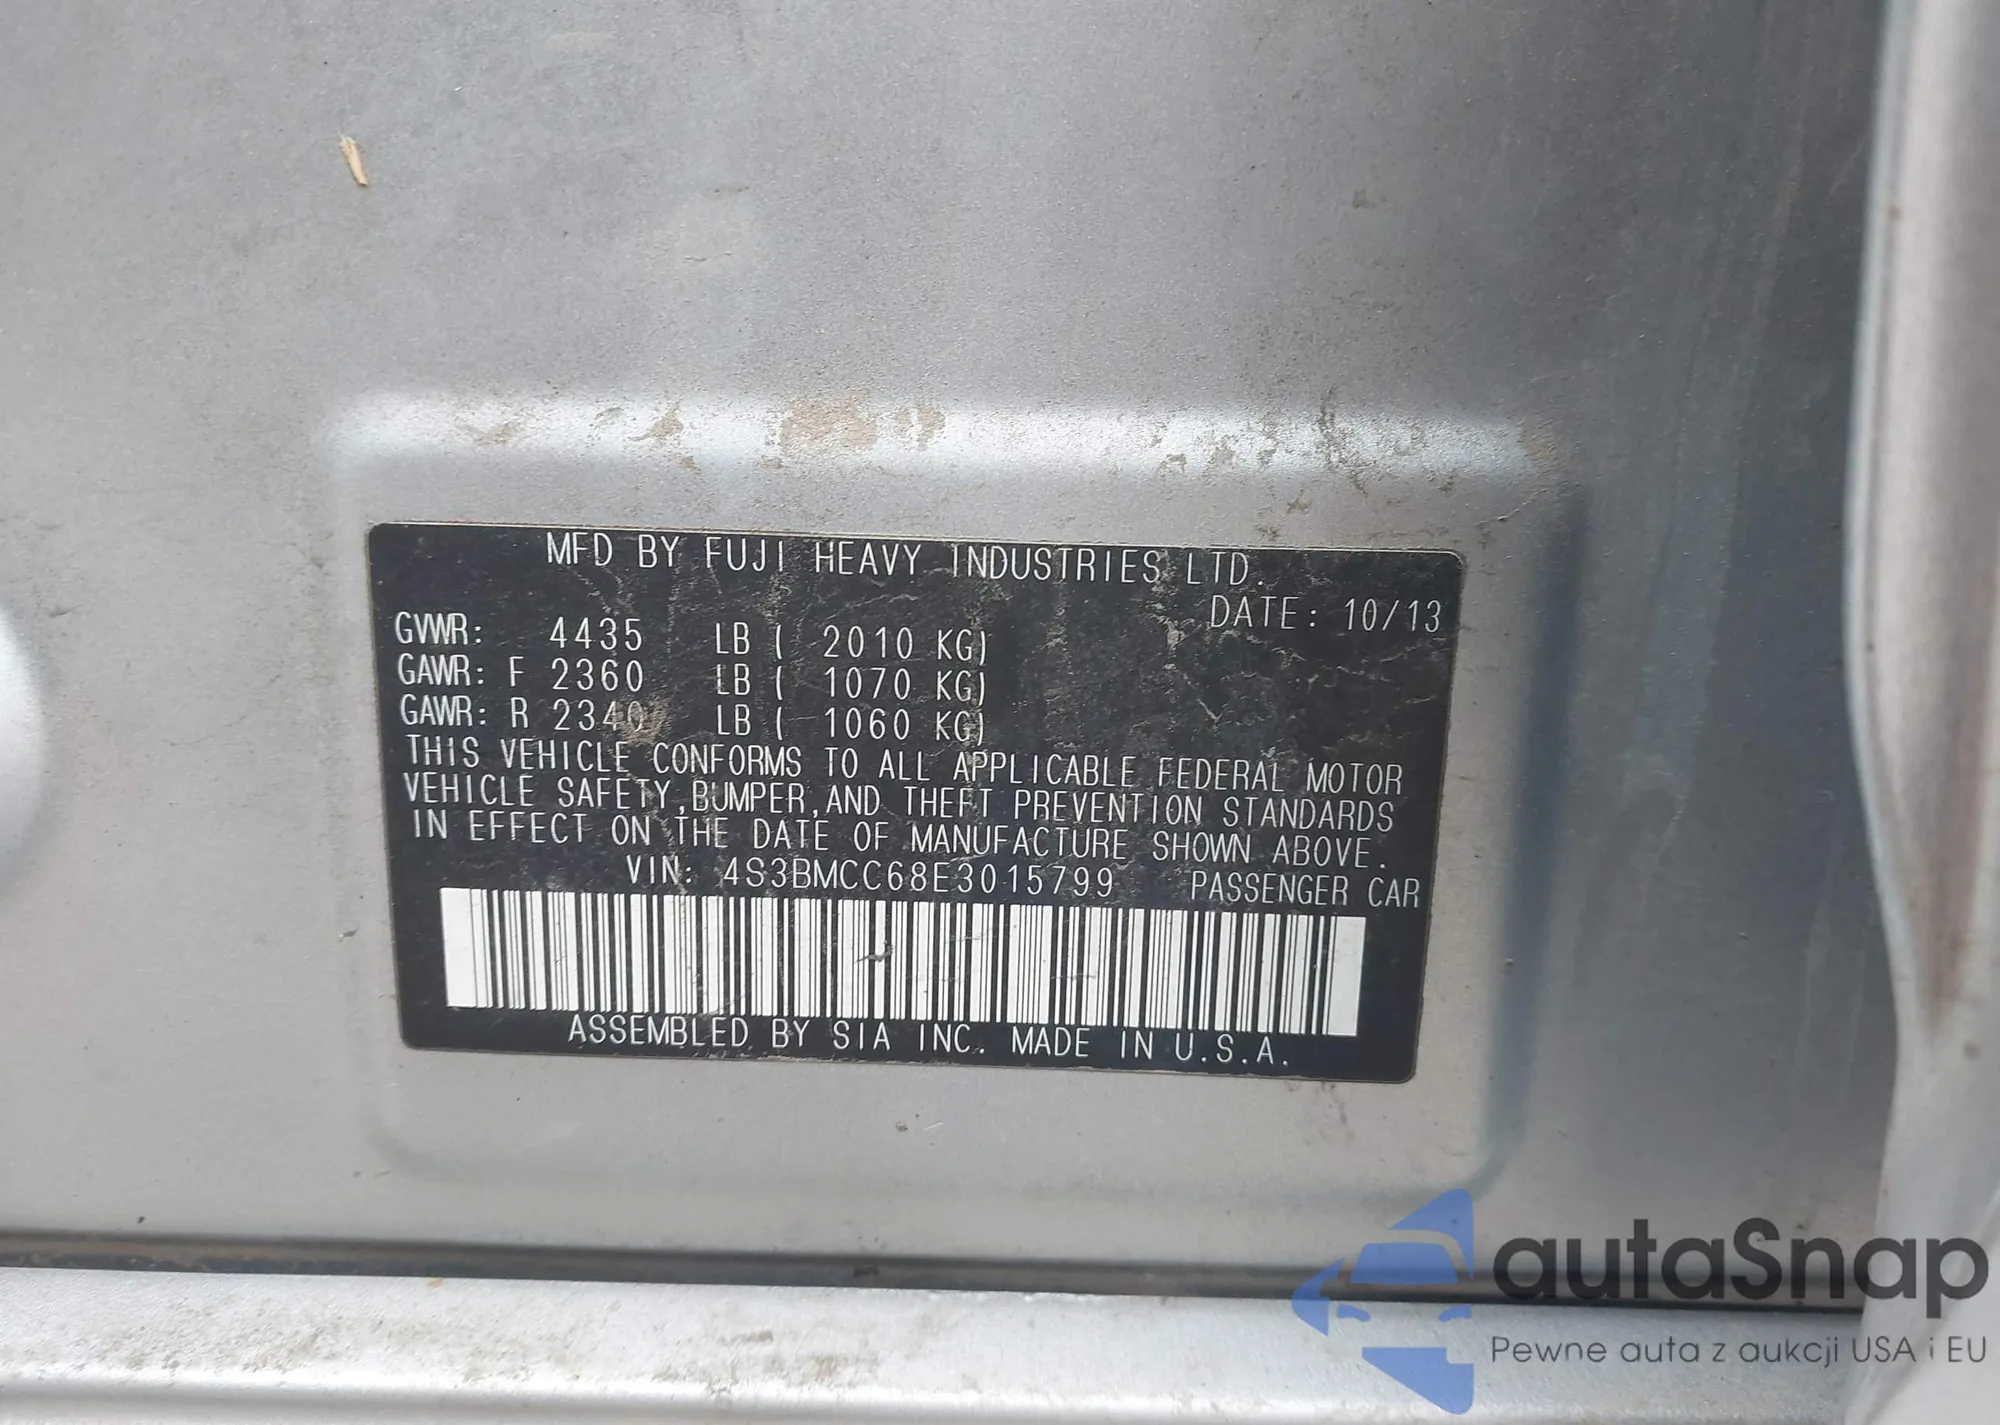 MFD BY FUJI HEAVY INDUSTRIES LTD.
DATE: 10/13
GVWR: 4435 LB ( 2010 KG)
GAWR: F 2360 LB ( 1070 KG)
GAWR: R 2340 LB ( 1060 KG)
THIS VEHICLE CONFORMS TO ALL APPLICABLE FEDERAL MOTOR
VEHICLE SAFETY,BUMPER,AND THEFT PREVENTION STANDARDS
IN EFFECT ON THE DATE OF MANUFACTURE SHOWN ABOVE.
VIN: 4S3BMCC68E3015799 PASSENGER CAR
ASSEMBLED BY SIA INC. MADE IN U.S.A.
autaSnap
Pewne auta z aukcji USA i EU